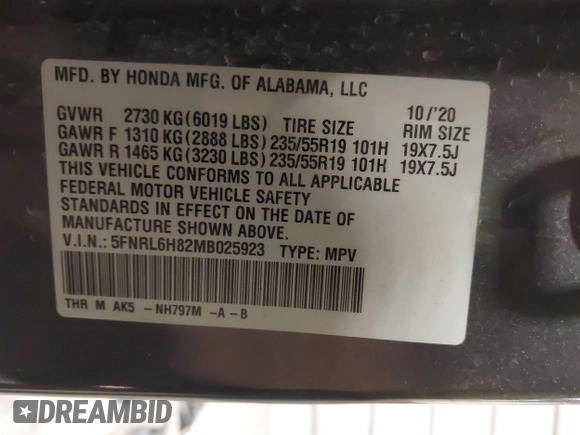 MFD. BY HONDA MFG. OF ALABAMA, LLC
GVWR 2730 KG(6019 LBS) TIRE SIZE 10/'20 RIM SIZE
GAWR F 1310 KG(2888 LBS)235/55R19 101H 19X7.5J
GAWR R 1465 KG(3230 LBS)235/55R19 101H 19X7.5J
THIS VEHICLE CONFORMS TO ALL APPLICABLE
FEDERAL MOTOR VEHICLE SAFETY
STANDARDS IN EFFECT ON THE DATE OF
MANUFACTURE SHOWN ABOVE.
V.I.N.: 5FNRL6H82MB025923 TYPE: MPV
THR M AK5 -NH797M -A-B
DREAMBID